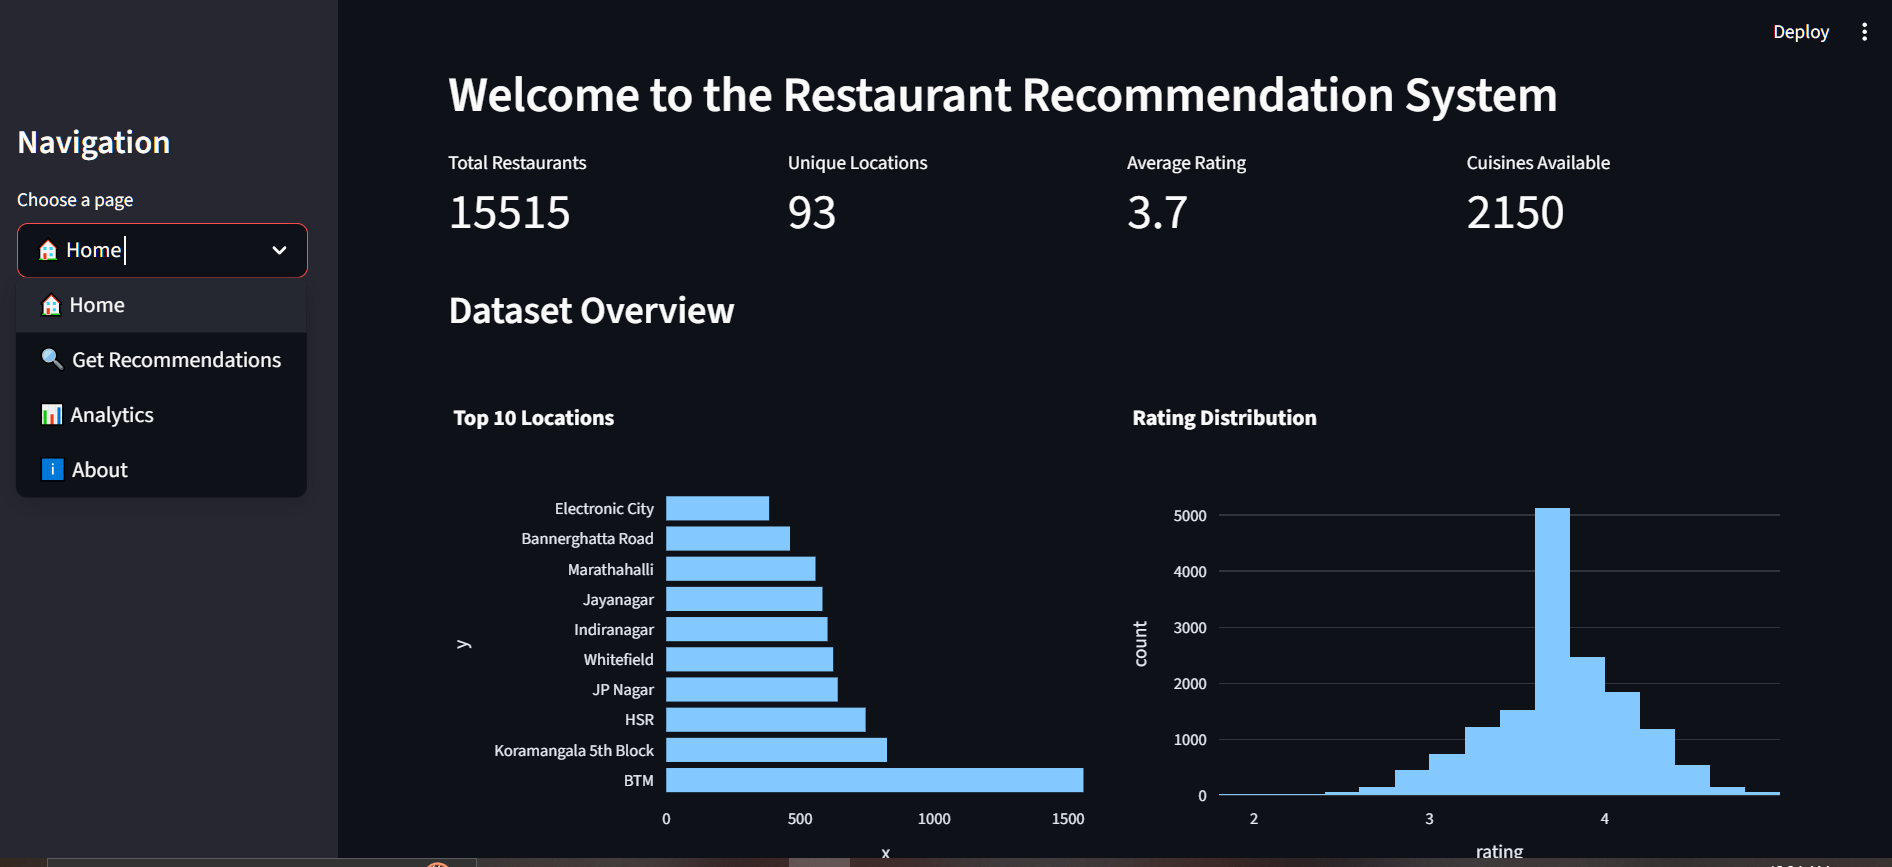 Deploy
Navigation
Choose a page
Home
Home
Get Recommendations
Analytics
About
Welcome to the Restaurant Recommendation System
Total Restaurants
15515
Unique Locations
93
Average Rating
3.7
Cuisines Available
2150
Dataset Overview
Top 10 Locations
y
Electronic City
Bannerghatta Road
Marathahalli
Jayanagar
Indiranagar
Whitefield
JP Nagar
HSR
Koramangala 5th Block
BTM
0 500 1000 1500
x
Rating Distribution
count
5000
4000
3000
2000
1000
0
2 3 4
rating